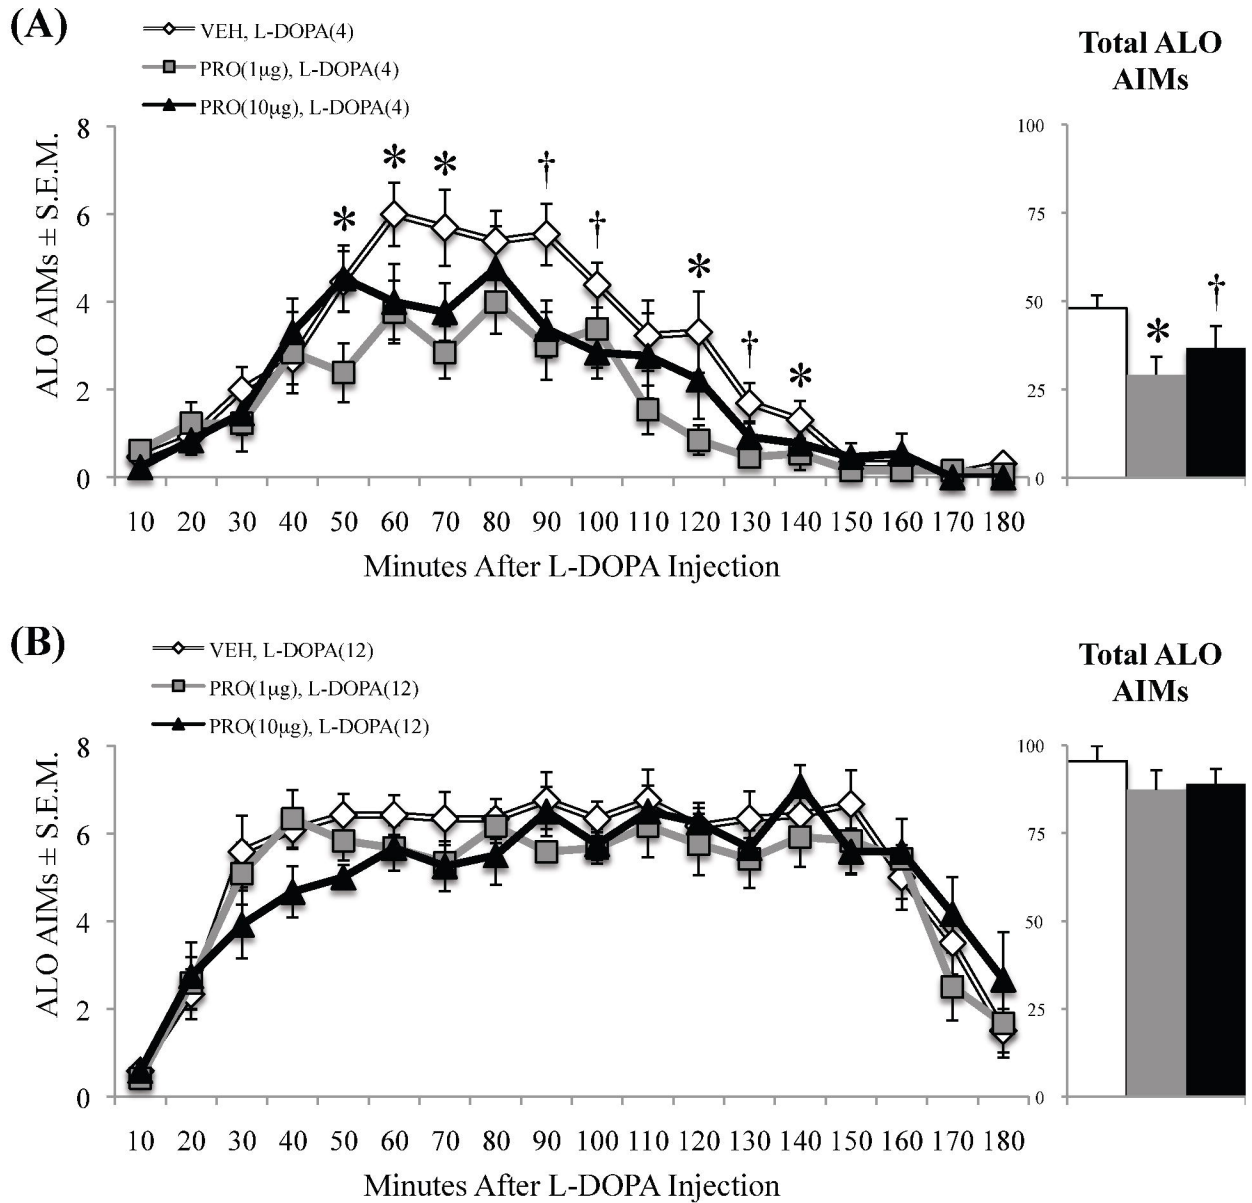 (A)
VEH, L-DOPA(4)
PRO(1µg), L-DOPA(4)
PRO(10µg), L-DOPA(4)
Total ALO
AIMs
ALO AIMs ± S.E.M.
8
6
4
2
0
* * * † † * † *
10 20 30 40 50 60 70 80 90 100 110 120 130 140 150 160 170 180
Minutes After L-DOPA Injection
100
75
50
25
0
* †
(B)
VEH, L-DOPA(12)
PRO(1µg), L-DOPA(12)
PRO(10µg), L-DOPA(12)
Total ALO
AIMs
ALO AIMs ± S.E.M.
8
6
4
2
0
10 20 30 40 50 60 70 80 90 100 110 120 130 140 150 160 170 180
Minutes After L-DOPA Injection
100
75
50
25
0